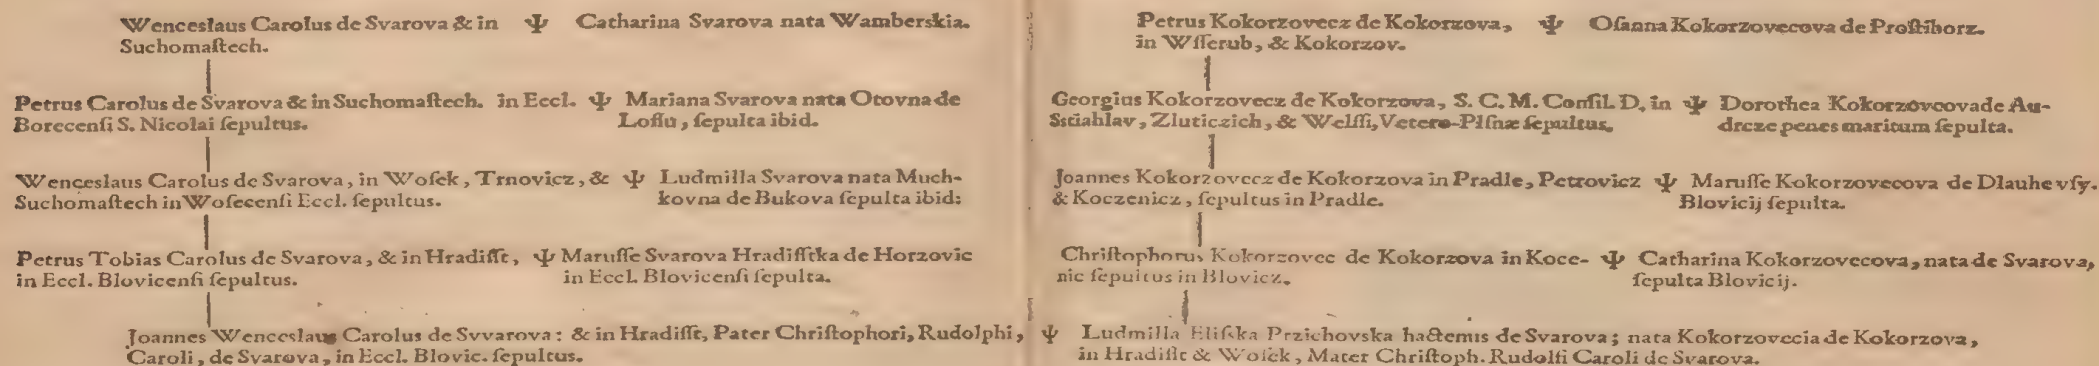 Wenceslaus Carolus de Svarova & in Ψ Catharina Svarova nata Wamberskia.
Suchomaſtech.
Petrus Carolus de Svarova & in Suchomaſtech. in Eccl. Ψ Mariana Svarova nata Otovna de
Borecenſi S. Nicolai ſepultus. Loſſu, ſepulta ibid.
Wenceslaus Carolus de Svarova, in Woſek, Trnovicz, & Ψ Ludmilla Svarova nata Much-
Suchomaſtech in Woſecenſi Eccl. ſepultus. kovna de Bukova ſepulta ibid:
Petrus Tobias Carolus de Svarova, & in Hradiſſt, Ψ Maruſſe Svarova Hradiſſtka de Horzovic
in Eccl. Blovicenſi ſepultus. in Eccl. Blovicenſi ſepulta.
Joannes Wenceslaus Carolus de Svvarova: & in Hradiſſt, Pater Chriſtophori, Rudolphi, Ψ
Caroli, de Svarova, in Eccl. Blovic. ſepultus.
Petrus Kokorzovecz de Kokorzova, Ψ Oſanna Kokorzovecova de Proſtiborz.
in Wſſerub, & Kokorzov.
Georgius Kokorzovecz de Kokorzova, S. C. M. Conſil. D. in Ψ Dorothea Kokorzovcovade Au-
Sstiahlav, Zluticzich, & Welſſi, Vetero-Plſnæ ſepultus. drcze penes maritum ſepulta.
Joannes Kokorzovecz de Kokorzova in Pradle, Petrovicz Ψ Maruſſe Kokorzovecova de Dlauhe vſy.
& Koczenicz, ſepultus in Pradle. Blovicij ſepulta.
Chriſtophorus Kokorzovec de Kokorzova in Koce- Ψ Catharina Kokorzovecova, nata de Svarova,
nic ſepultus in Blovicz. ſepulta Blovicij.
Ludmilla Eliſska Przichovska hactemis de Svarova; nata Kokorzovecia de Kokorzova,
in Hradiſſt & Woſek, Mater Chriſtoph. Rudolfi Caroli de Svarova.